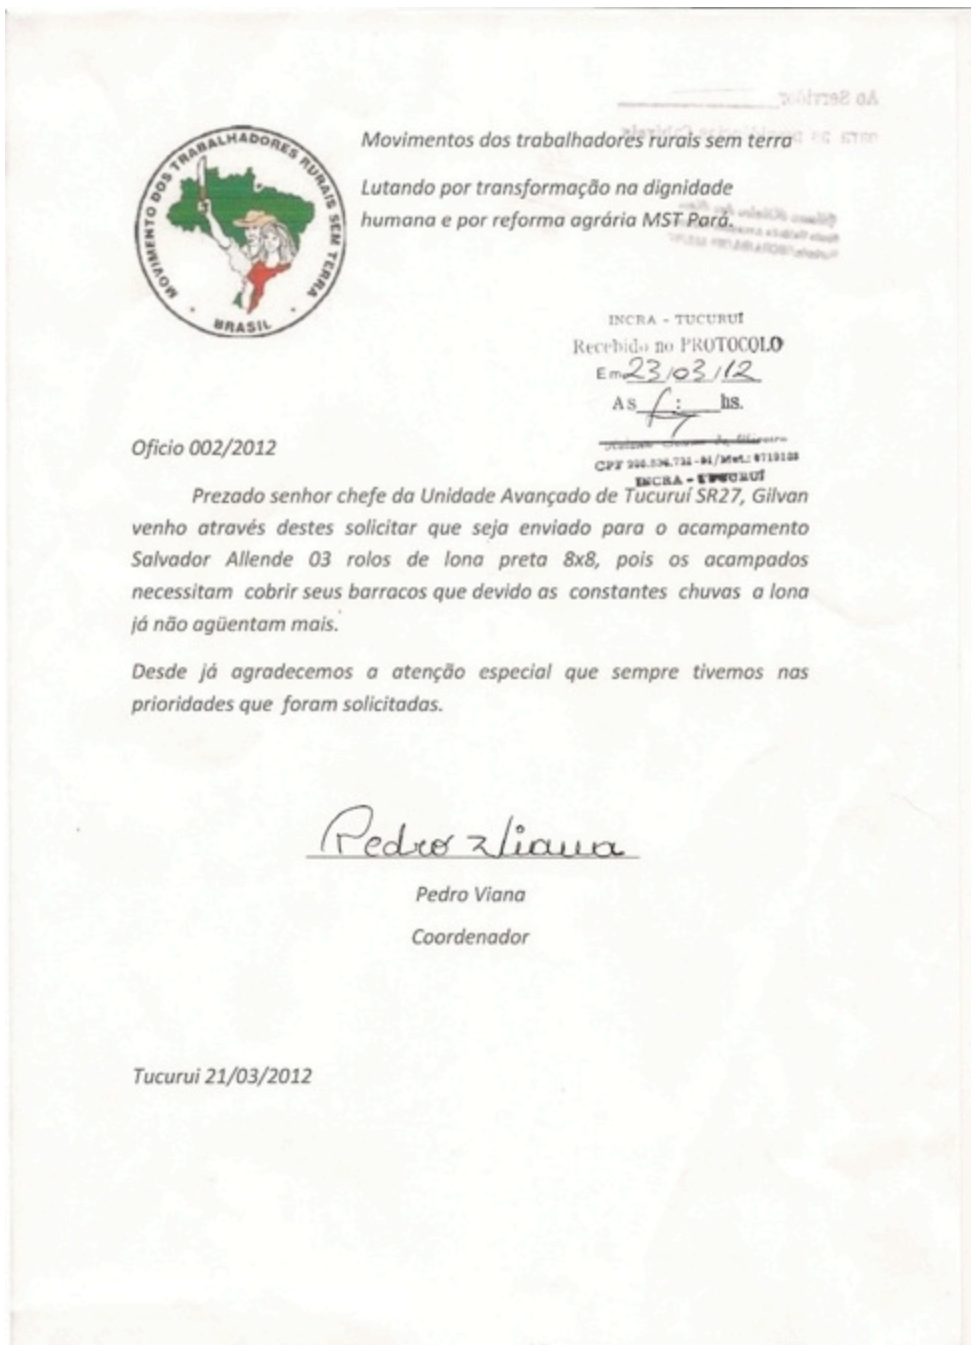 MOVIMENTO DOS TRABALHADORES RURAIS SEM TERRA
BRASIL
Movimentos dos trabalhadores rurais sem terra
Lutando por transformação na dignidade
humana e por reforma agrária MST Pará.
INCRA - TUCURUÍ
Recebido no PROTOCOLO
Em 23/03/12
As : hs.
CPF
INCRA - TUCURUÍ
Oficio 002/2012
Prezado senhor chefe da Unidade Avançado de Tucuruí SR27, Gilvan
venho através destes solicitar que seja enviado para o acampamento
Salvador Allende 03 rolos de lona preta 8x8, pois os acampados
necessitam cobrir seus barracos que devido as constantes chuvas a lona
já não agüentam mais.
Desde já agradecemos a atenção especial que sempre tivemos nas
prioridades que foram solicitadas.
Pedro Viana
Pedro Viana
Coordenador
Tucurui 21/03/2012